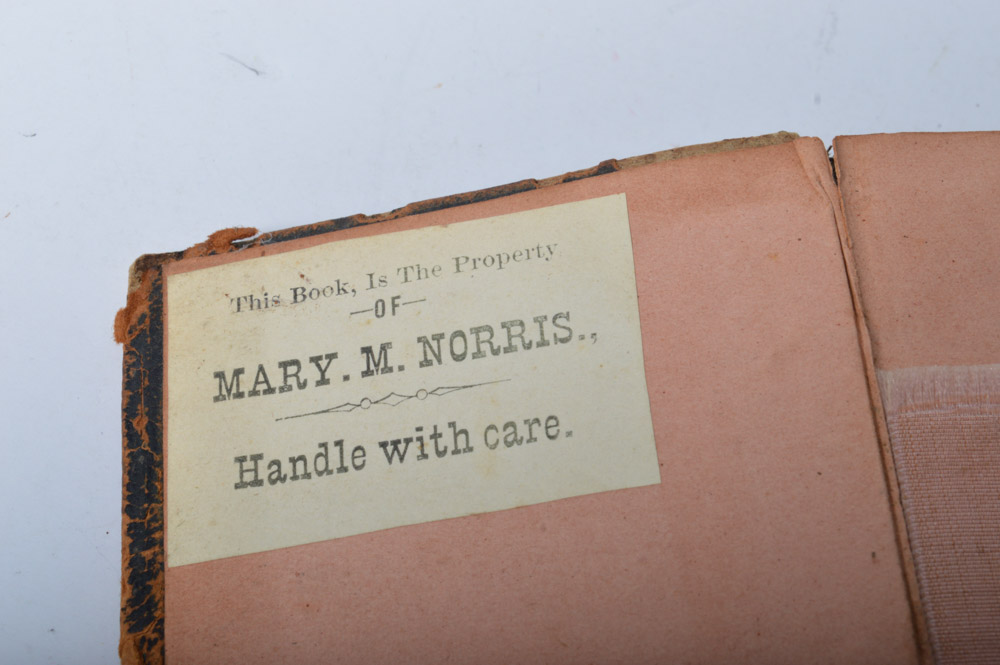 This Book, Is The Property
—OF—
MARY. M. NORRIS.,
Handle with care.